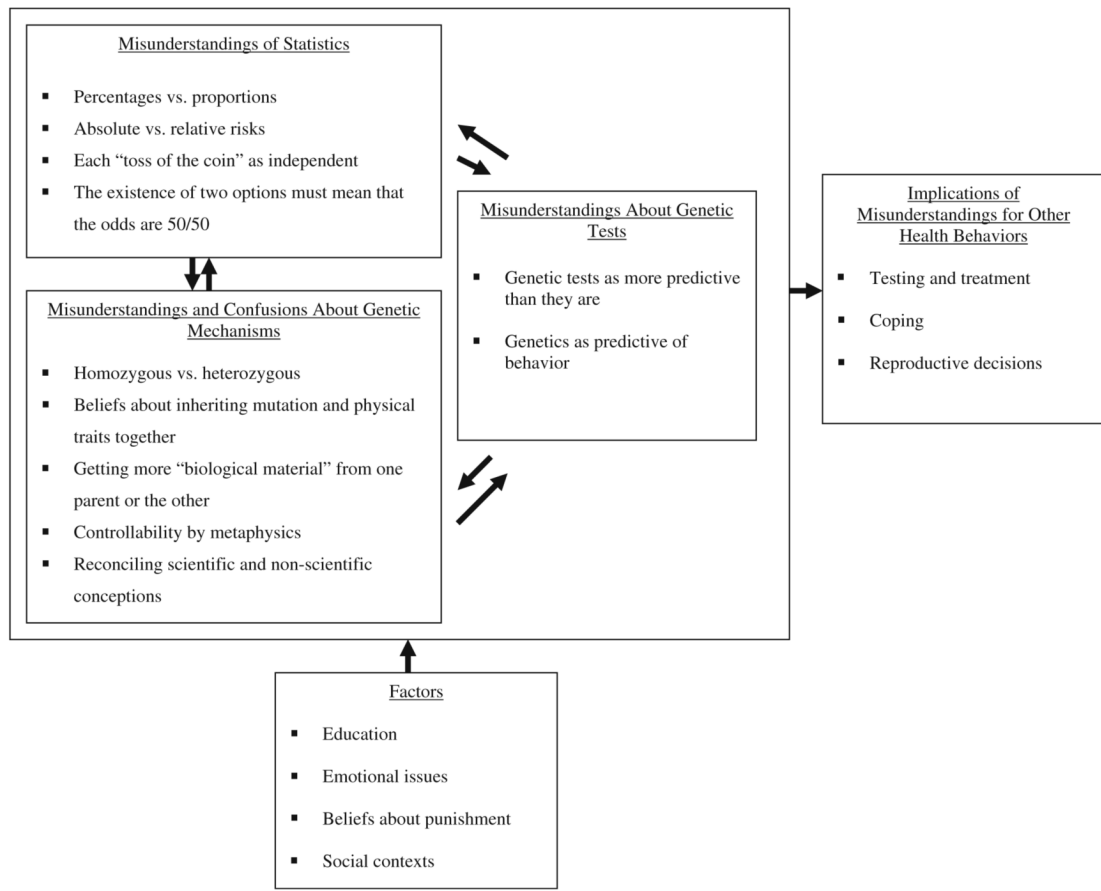 Misunderstandings of Statistics
▪ Percentages vs. proportions
▪ Absolute vs. relative risks
▪ Each “toss of the coin” as independent
▪ The existence of two options must mean that
the odds are 50/50
Misunderstandings and Confusions About Genetic
Mechanisms
▪ Homozygous vs. heterozygous
▪ Beliefs about inheriting mutation and physical
traits together
▪ Getting more “biological material” from one
parent or the other
▪ Controllability by metaphysics
▪ Reconciling scientific and non-scientific
conceptions
Misunderstandings About Genetic
Tests
▪ Genetic tests as more predictive
than they are
▪ Genetics as predictive of
behavior
Implications of
Misunderstandings for Other
Health Behaviors
▪ Testing and treatment
▪ Coping
▪ Reproductive decisions
Factors
▪ Education
▪ Emotional issues
▪ Beliefs about punishment
▪ Social contexts